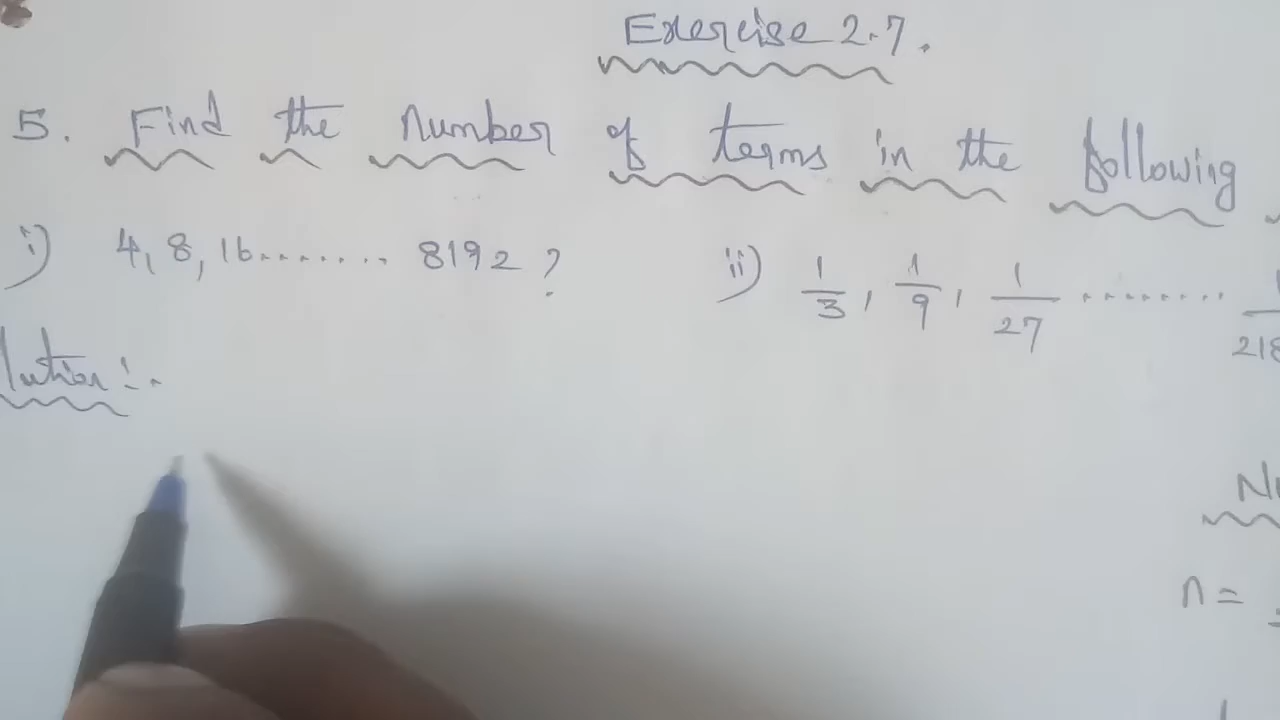 Exercise 2.7.
5. Find the number of terms in the following
i) 4, 8, 16....... 8192 ?
ii) 1/3, 1/9, 1/27 ........
:-
n =